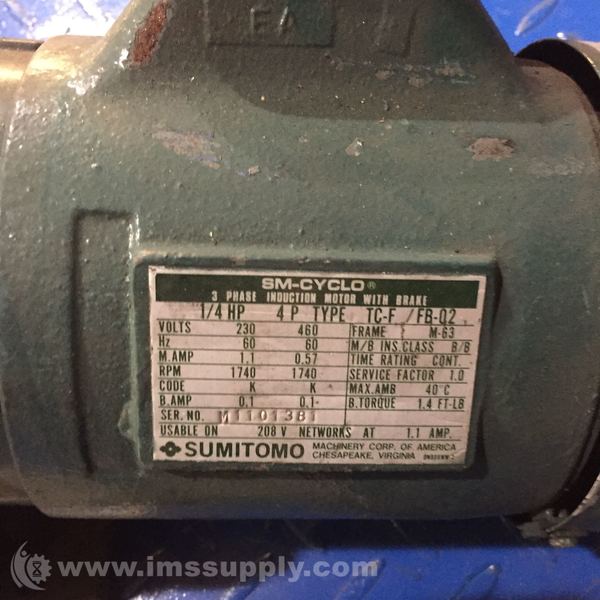 EA
SM-CYCLO®
3 PHASE INDUCTION MOTOR WITH BRAKE
1/4 HP 4 P TYPE TC-F / FB-02
VOLTS 230 460 FRAME M-63
Hz 60 60 M/B INS.CLASS B/B
M.AMP 1.1 0.57 TIME RATING CONT.
RPM 1740 1740 SERVICE FACTOR 1.0
CODE K K MAX.AMB 40°C
B.AMP 0.1 0.1 B.TORQUE 1.4 FT-LB
SER. NO. M1101381
USABLE ON 208 V NETWORKS AT 1.1 AMP.
SUMITOMO MACHINERY CORP. OF AMERICA
CHESAPEAKE, VIRGINIA
www.imssupply.com